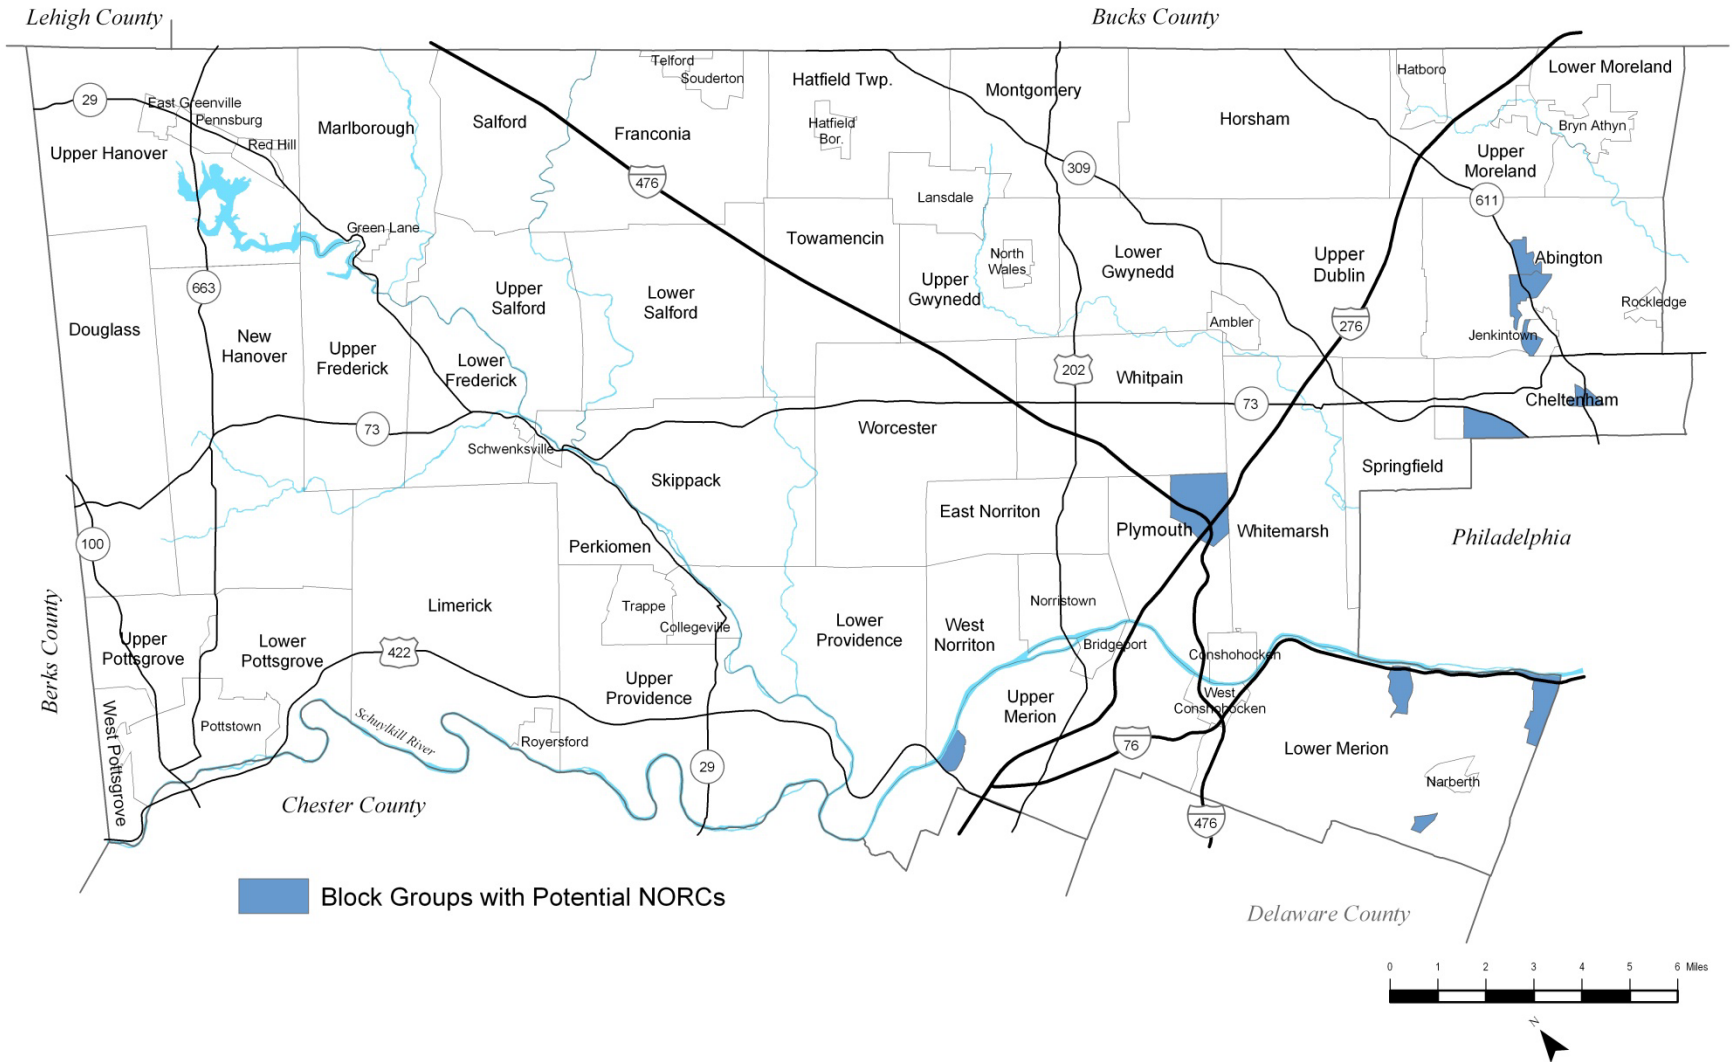 Lehigh County
Bucks County
Telford
Souderton
Hatfield Twp.
Montgomery
Hatboro
Lower Moreland
29
East Greenville
Pennsburg
Red Hill
Marlborough
Salford
Franconia
Hatfield
Bor.
Horsham
Bryn Athyn
Upper Hanover
476
309
Upper
Moreland
Lansdale
611
Green Lane
Towamencin
North
Wales
Lower
Gwynedd
Upper
Dublin
Abington
663
Upper
Salford
Lower
Salford
Upper
Gwynedd
Rockledge
Douglass
New
Hanover
Upper
Frederick
Lower
Frederick
Ambler
276
Jenkintown
202
Whitpain
73
Cheltenham
73
Schwenksville
Worcester
Skippack
Springfield
East Norriton
Plymouth
Whitemarsh
Philadelphia
100
Perkiomen
Berks County
Limerick
Trappe
Collegeville
Lower
Providence
West
Norriton
Norristown
Bridgeport
Conshohocken
Upper
Pottsgrove
Lower
Pottsgrove
422
Upper
Providence
Upper
Merion
West
Conshohocken
West Pottsgrove
Pottstown
Schuylkill River
Royersford
76
Lower Merion
29
Narberth
Chester County
476
Block Groups with Potential NORCs
Delaware County
0 1 2 3 4 5 6 Miles
N